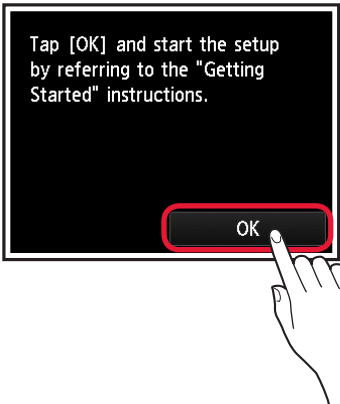 Tap [OK] and start the setup
by referring to the "Getting
Started" instructions.
OK